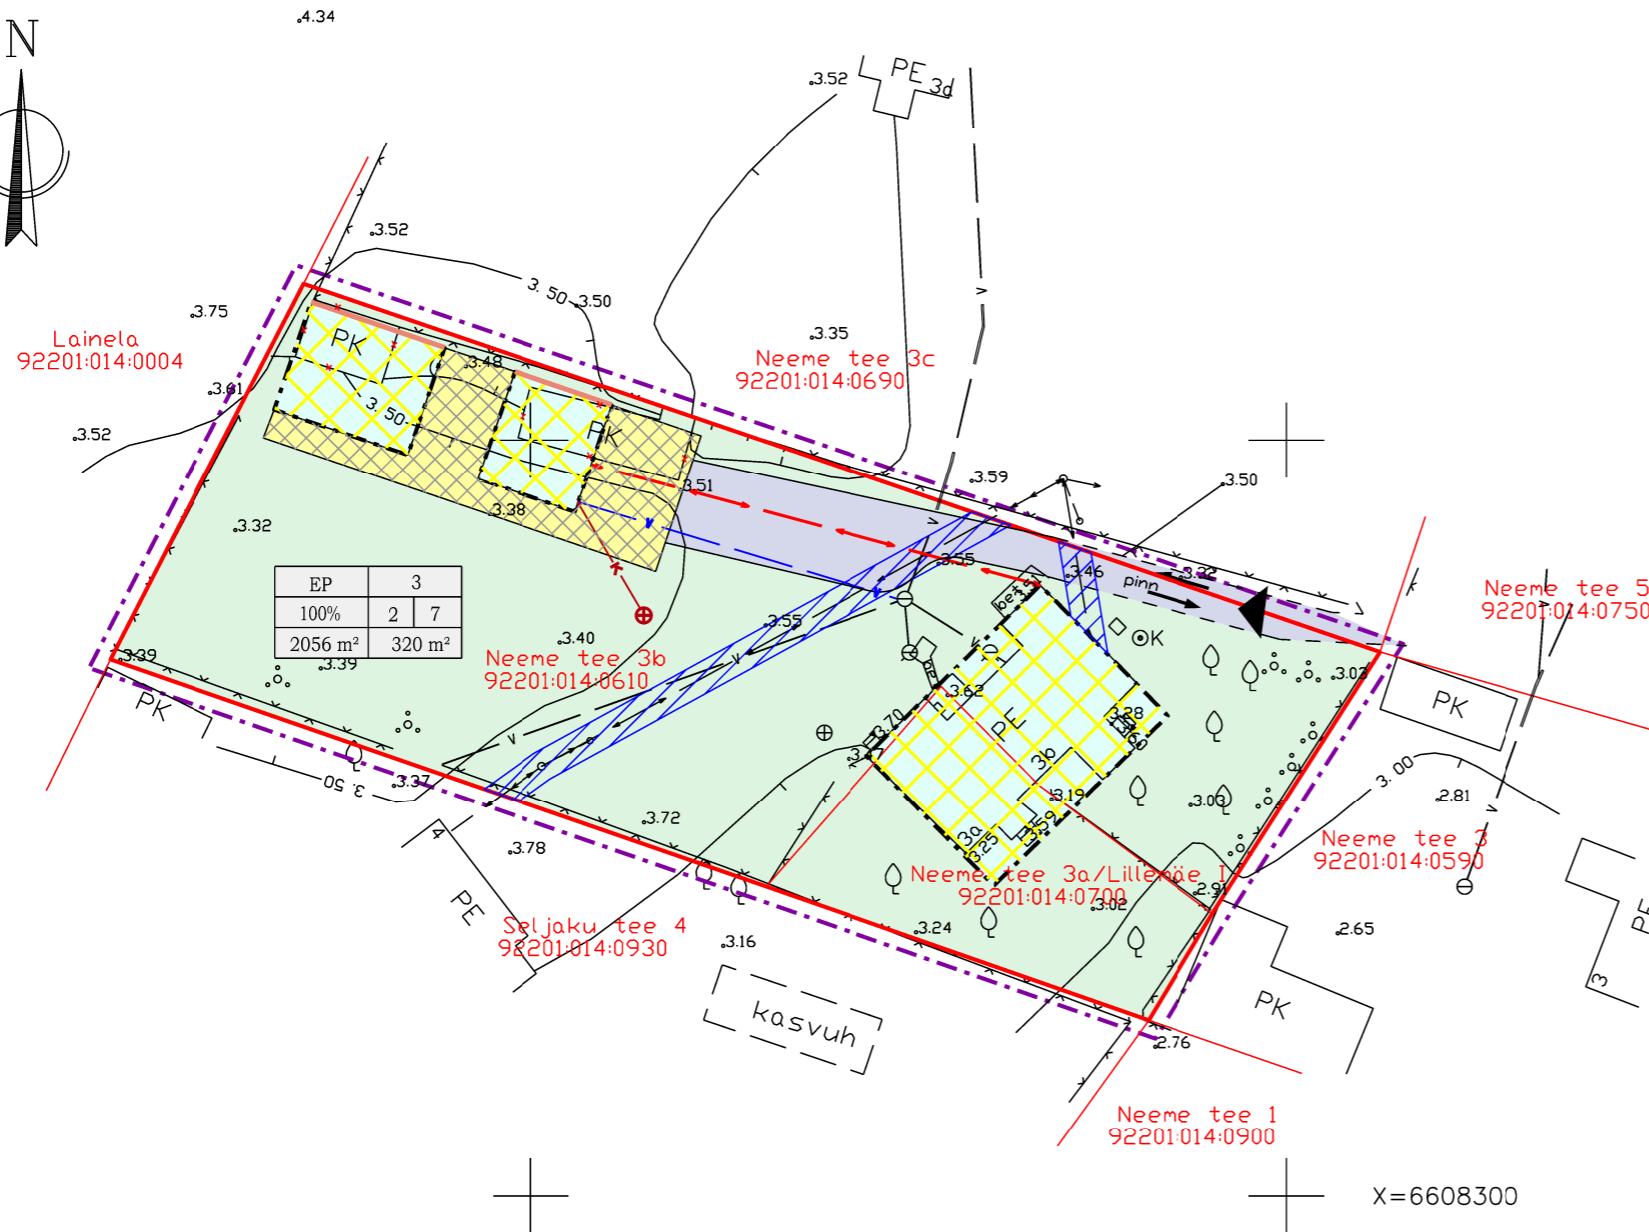 4.34
N
3.52
PE 3d
3.52
3.50
3.50
3.75
Lainela
92201:014:0004
PK
3.48
3.35
Neeme tee 3c
92201:014:0690
3.61
3.50
PK
3.52
3.59
3.50
3.51
3.38
3.32
3.55
3.46
pinn
3.32
Neeme tee 5
92201:014:0750
EP 3
100% 2 7
2056 m² 320 m²
3.55
3.40
K
3.39
3.39
Neeme tee 3b
92201:014:0610
3.03
3.62
PK
PK
3.70
PE
3.28
3.60
3b
3.50
3.37
3.19
3.03
3.00
2.81
3.72
4
3.78
3a
3.59
3.25
Neeme tee 3
92201:014:0590
Neeme tee 3a/Lillemäe I
92201:014:0700
2.91
3.02
PE
Seljaku tee 4
92201:014:0930
3.24
3.16
2.65
PE
3
kasvuh
PK
2.76
Neeme tee 1
92201:014:0900
X=6608300